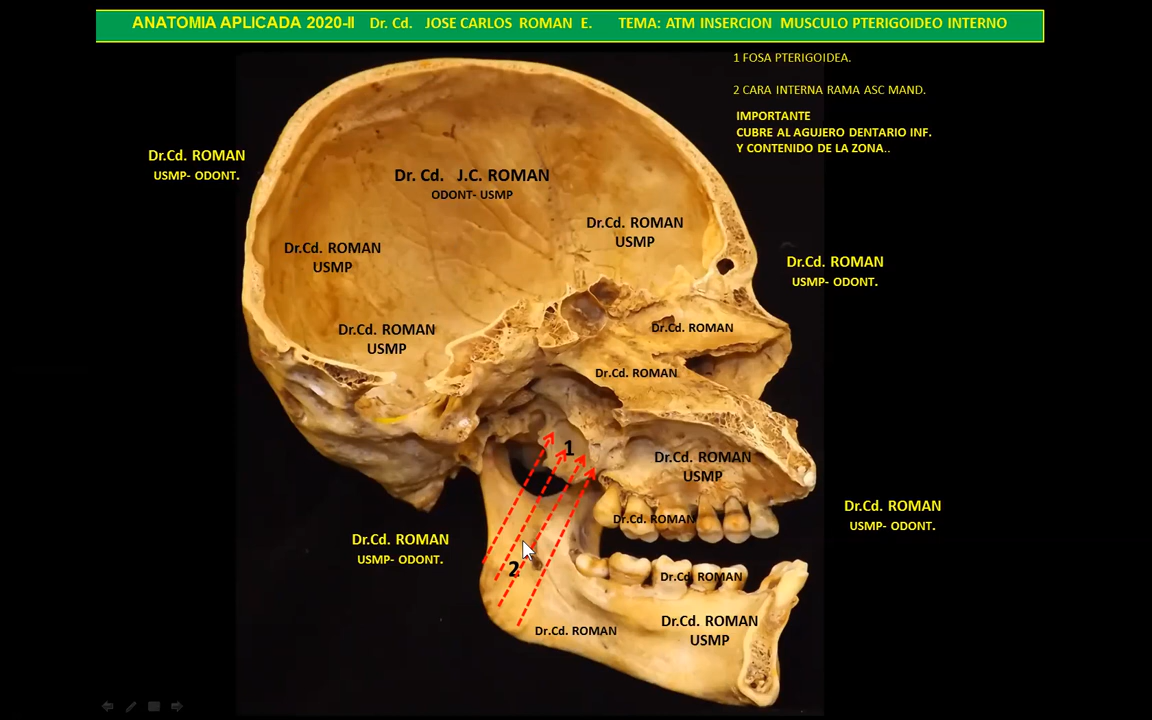 ANATOMIA APLICADA 2020-II Dr. Cd. JOSE CARLOS ROMAN E. TEMA: ATM INSERCION MUSCULO PTERIGOIDEO INTERNO
1 FOSA PTERIGOIDEA.
2 CARA INTERNA RAMA ASC MAND.
IMPORTANTE
CUBRE AL AGUJERO DENTARIO INF.
Y CONTENIDO DE LA ZONA..
Dr.Cd. ROMAN
USMP- ODONT.
Dr. Cd. J.C. ROMAN
ODONT- USMP
Dr.Cd. ROMAN
USMP
Dr.Cd. ROMAN
USMP
Dr.Cd. ROMAN
USMP- ODONT.
Dr.Cd. ROMAN
USMP
Dr.Cd. ROMAN
Dr.Cd. ROMAN
1
Dr.Cd. ROMAN
USMP
Dr.Cd. ROMAN
Dr.Cd. ROMAN
USMP- ODONT.
Dr.Cd. ROMAN
USMP- ODONT.
2
Dr.Cd. ROMAN
Dr.Cd. ROMAN
Dr.Cd. ROMAN
USMP